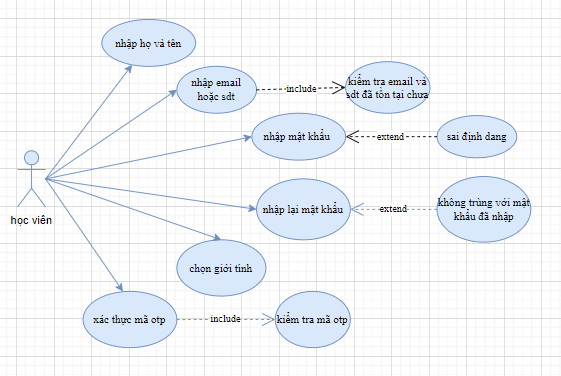 nhập họ và tên
nhập email
hoặc sdt
include
kiểm tra email và
sdt đã tồn tại chưa
nhập mật khẩu
extend
sai định dang
học viên
nhập lại mật khẩu
extend
không trùng với mật
khẩu đã nhập
chọn giới tính
xác thực mã otp
include
kiểm tra mã otp